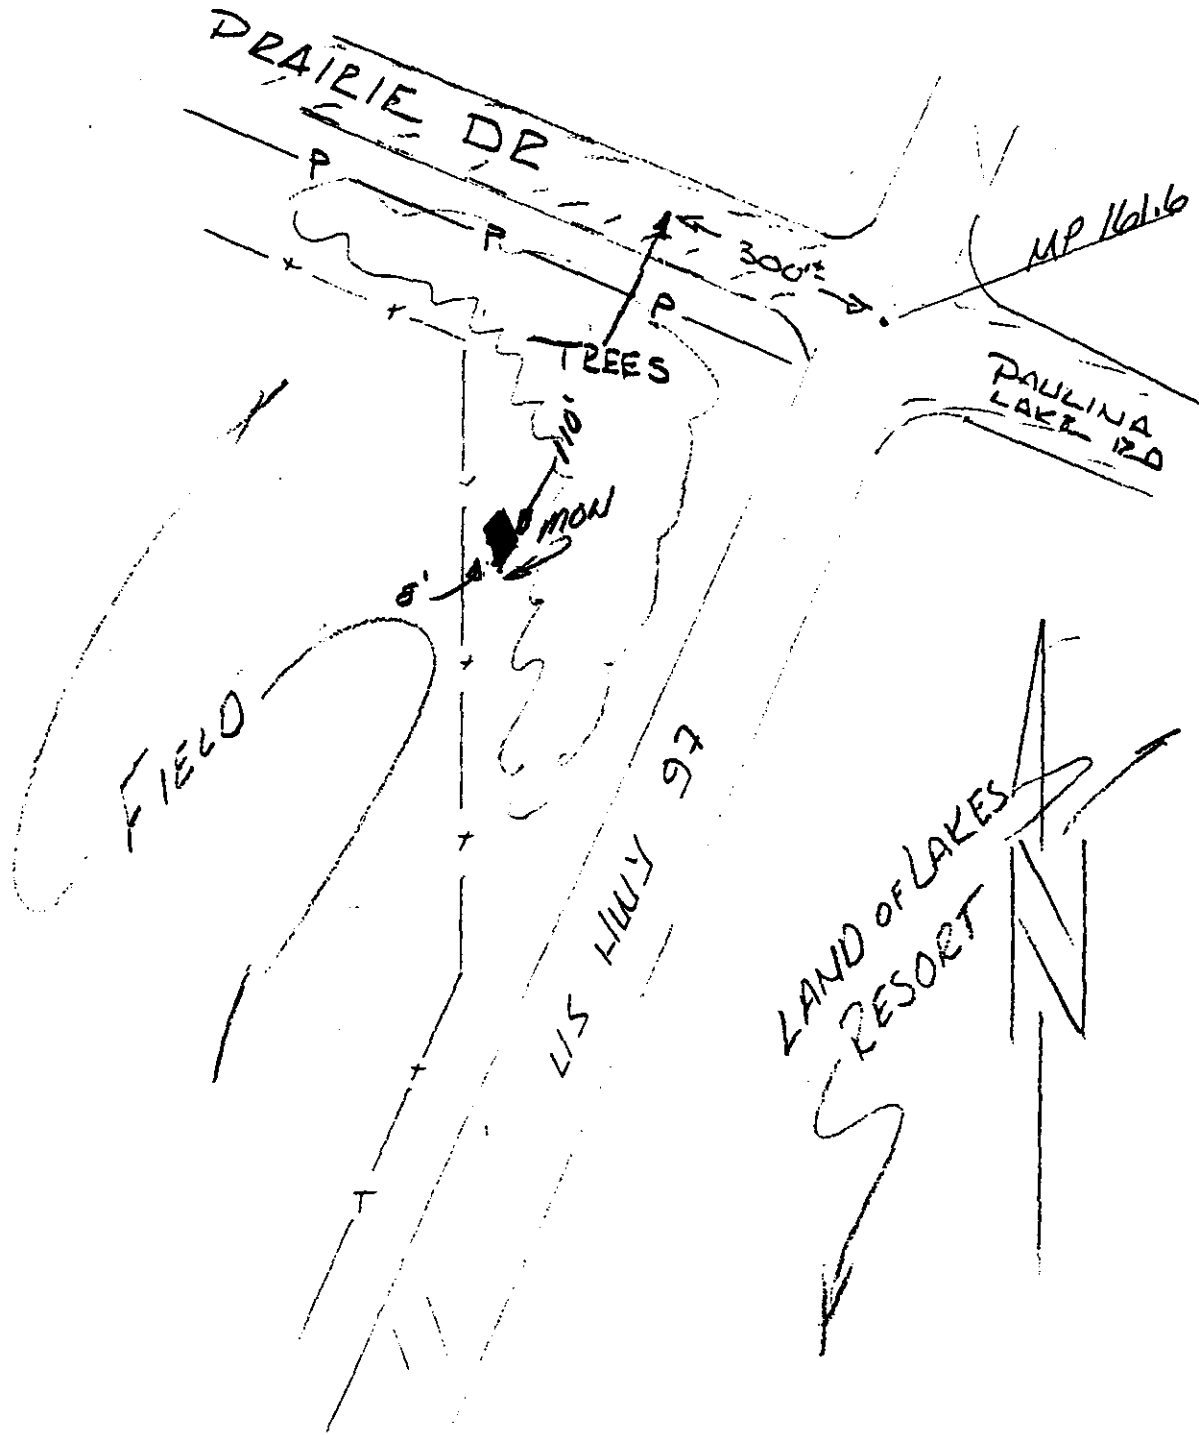 PRAIRIE DR
P
P
P
300'±
MP 161.6
TREES
PAULINA
LAKE RD
110'
MON
8'
FIELD
US HWY 97
LAND OF LAKES
RESORT
N
T